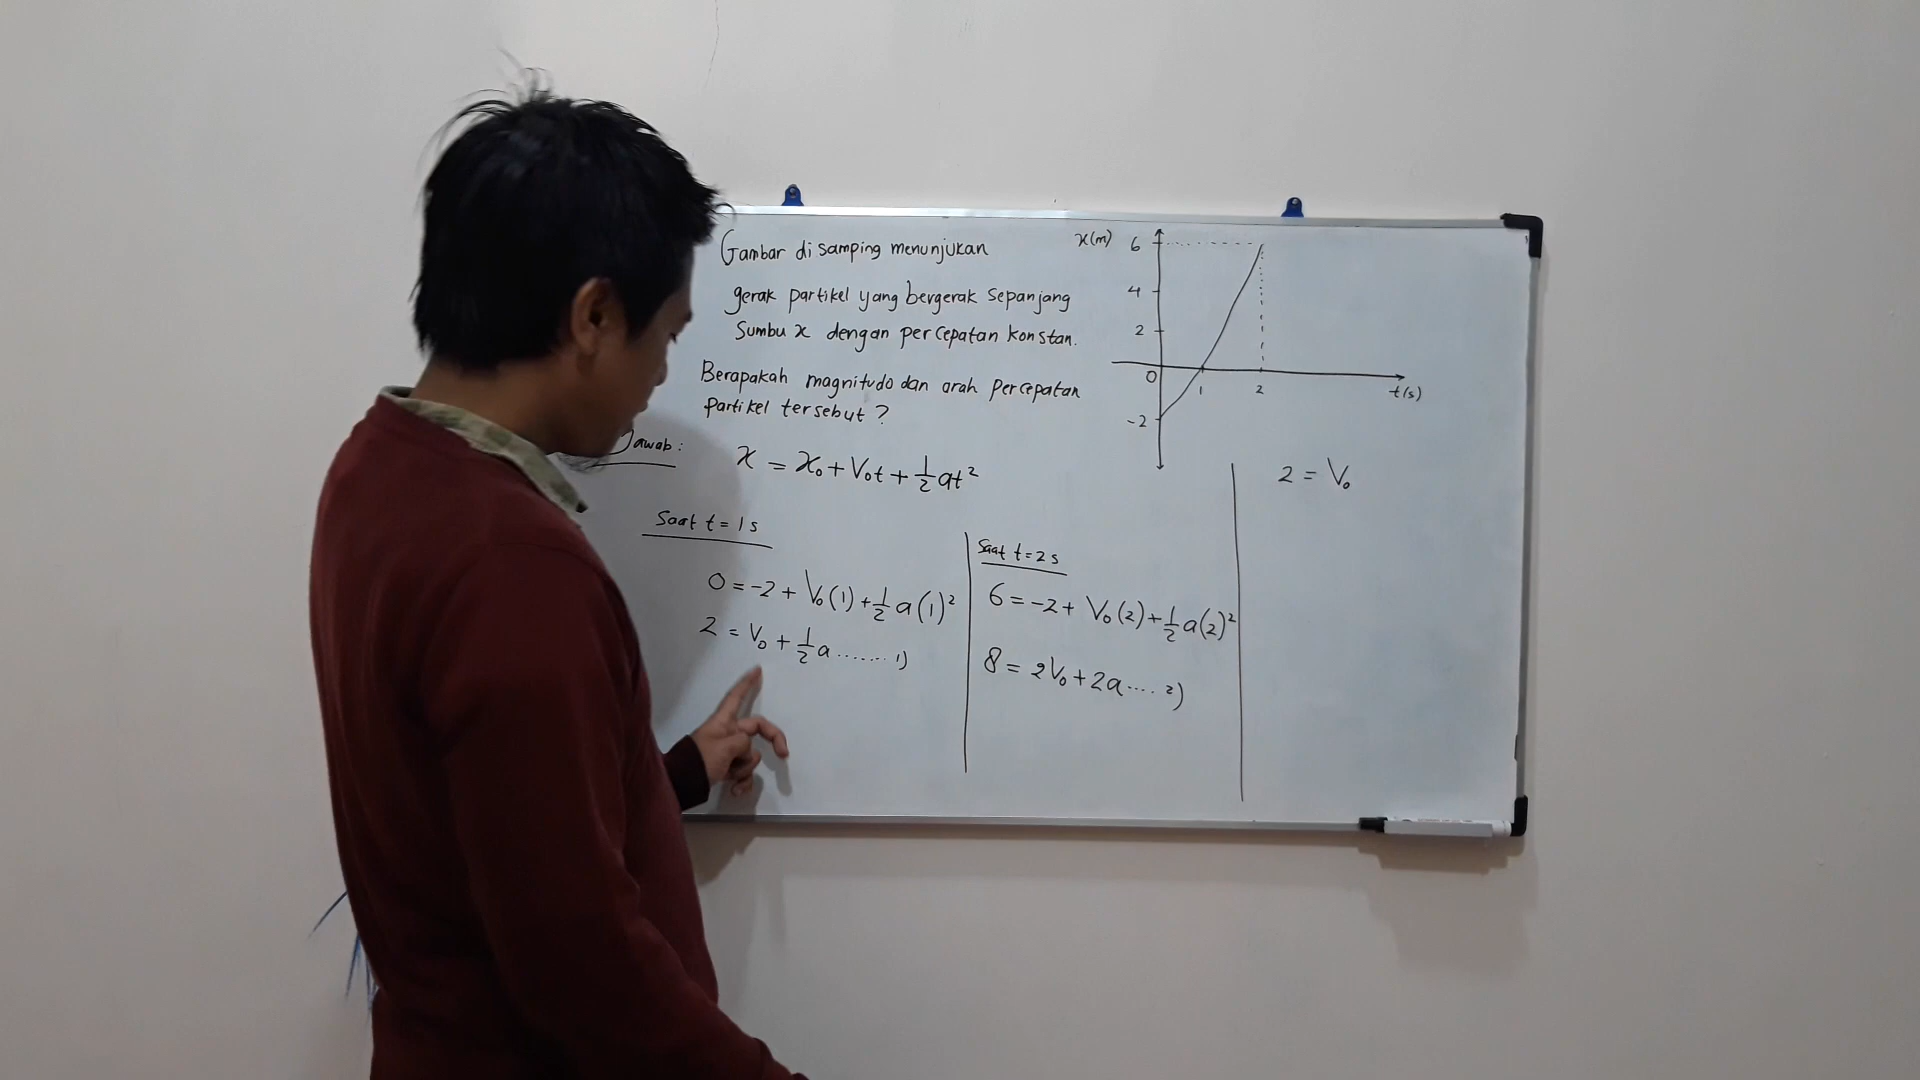 Gambar di samping menunjukan
gerak partikel yang bergerak sepanjang
Sumbu x dengan percepatan konstan.
Berapakah magnitudo dan arah percepatan
partikel tersebut ?
x(m)
6
4
2
0
-2
1
2
t(s)
Jawab :
x = x₀ + V₀t + ½at²
Saat t = 1 s
0 = -2 + V₀(1) + ½a(1)²
2 = V₀ + ½a ....... 1)
Saat t = 2 s
6 = -2 + V₀(2) + ½a(2)²
8 = 2V₀ + 2a .... 2)
2 = V₀